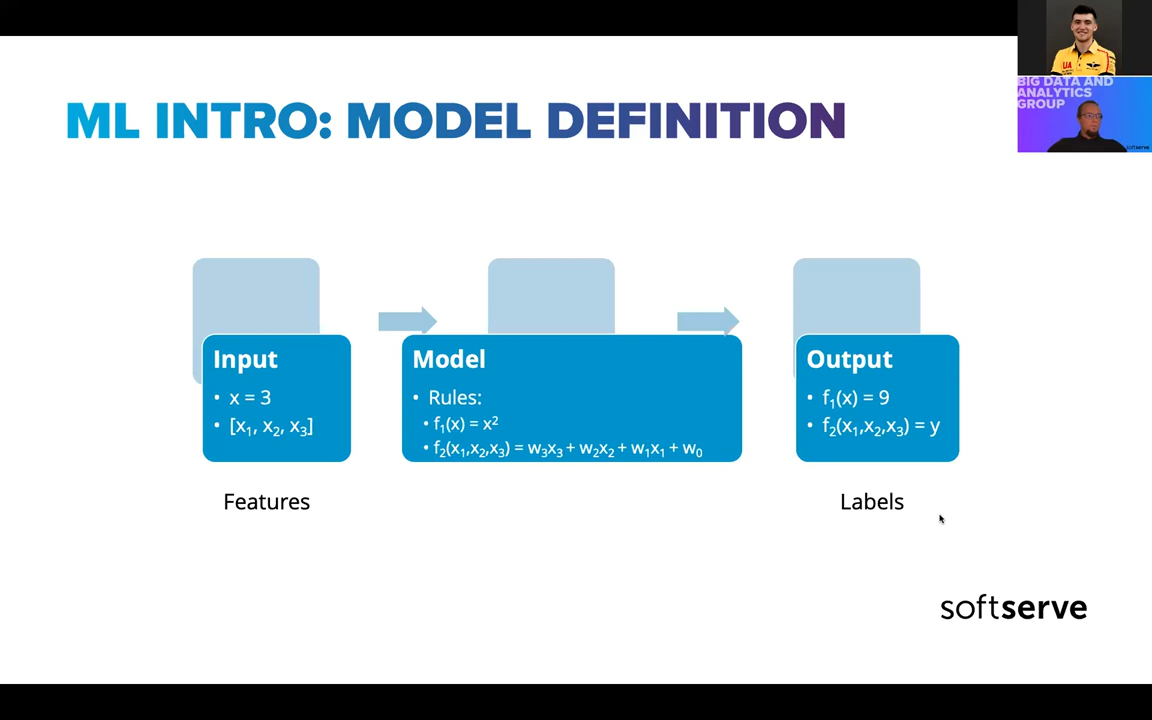 ML INTRO: MODEL DEFINITION
UA
BIG DATA AND
ANALYTICS
GROUP
softserve
Input
• x = 3
• [x₁, x₂, x₃]
Model
• Rules:
• f₁(x) = x²
• f₂(x₁,x₂,x₃) = w₃x₃ + w₂x₂ + w₁x₁ + w₀
Output
• f₁(x) = 9
• f₂(x₁,x₂,x₃) = y
Features
Labels
softserve